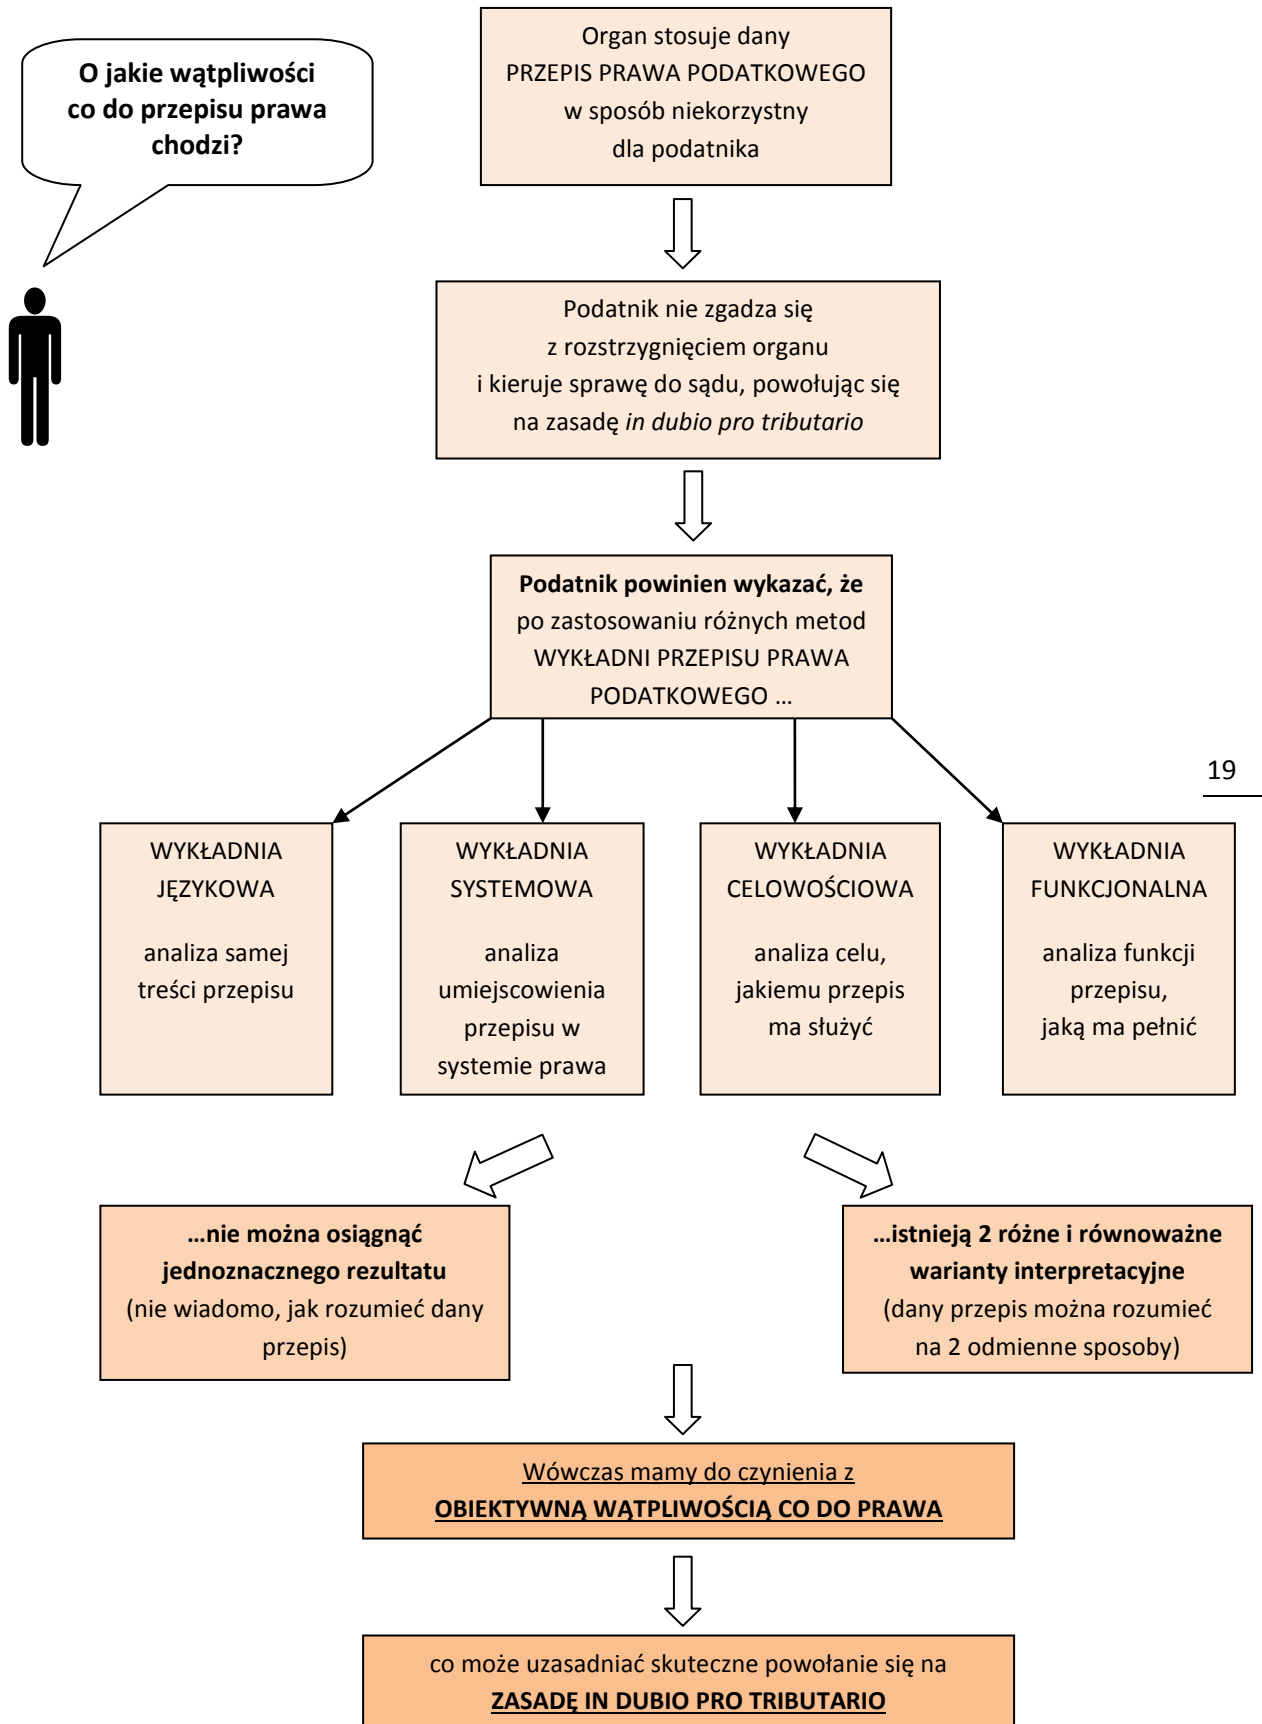 O jakie wątpliwości
co do przepisu prawa
chodzi?
Organ stosuje dany
PRZEPIS PRAWA PODATKOWEGO
w sposób niekorzystny
dla podatnika
Podatnik nie zgadza się
z rozstrzygnięciem organu
i kieruje sprawę do sądu, powołując się
na zasadę in dubio pro tributario
Podatnik powinien wykazać, że
po zastosowaniu różnych metod
WYKŁADNI PRZEPISU PRAWA
PODATKOWEGO …
19
WYKŁADNIA
JĘZYKOWA
analiza samej
treści przepisu
WYKŁADNIA
SYSTEMOWA
analiza
umiejscowienia
przepisu w
systemie prawa
WYKŁADNIA
CELOWOŚCIOWA
analiza celu,
jakiemu przepis
ma służyć
WYKŁADNIA
FUNKCJONALNA
analiza funkcji
przepisu,
jaką ma pełnić
…nie można osiągnąć
jednoznacznego rezultatu
(nie wiadomo, jak rozumieć dany
przepis)
…istnieją 2 różne i równoważne
warianty interpretacyjne
(dany przepis można rozumieć
na 2 odmienne sposoby)
Wówczas mamy do czynienia z
OBIEKTYWNĄ WĄTPLIWOŚCIĄ CO DO PRAWA
co może uzasadniać skuteczne powołanie się na
ZASADĘ IN DUBIO PRO TRIBUTARIO